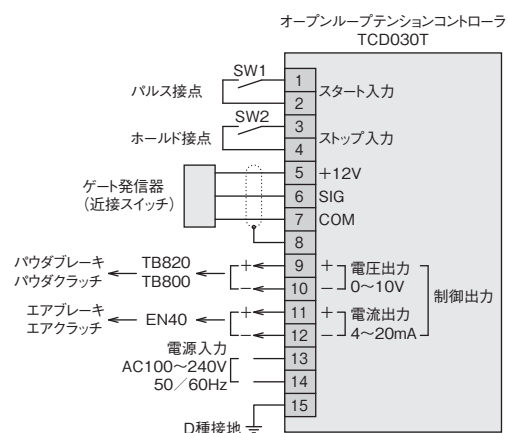 オープンループテンションコントローラ
TCD030T
SW1
パルス接点
1
2
スタート入力
SW2
ホールド接点
3
4
ストップ入力
ゲート発信器
(近接スイッチ)
5 +12V
6 SIG
7 COM
8
パウダブレーキ
パウダクラッチ
TB820
TB800
+
−
9
10
+
−
電圧出力
0〜10V
エアブレーキ
エアクラッチ
EN40
+
−
11
12
+
−
電流出力
4〜20mA
制御出力
電源入力
AC100〜240V
50/60Hz
13
14
15
D種接地